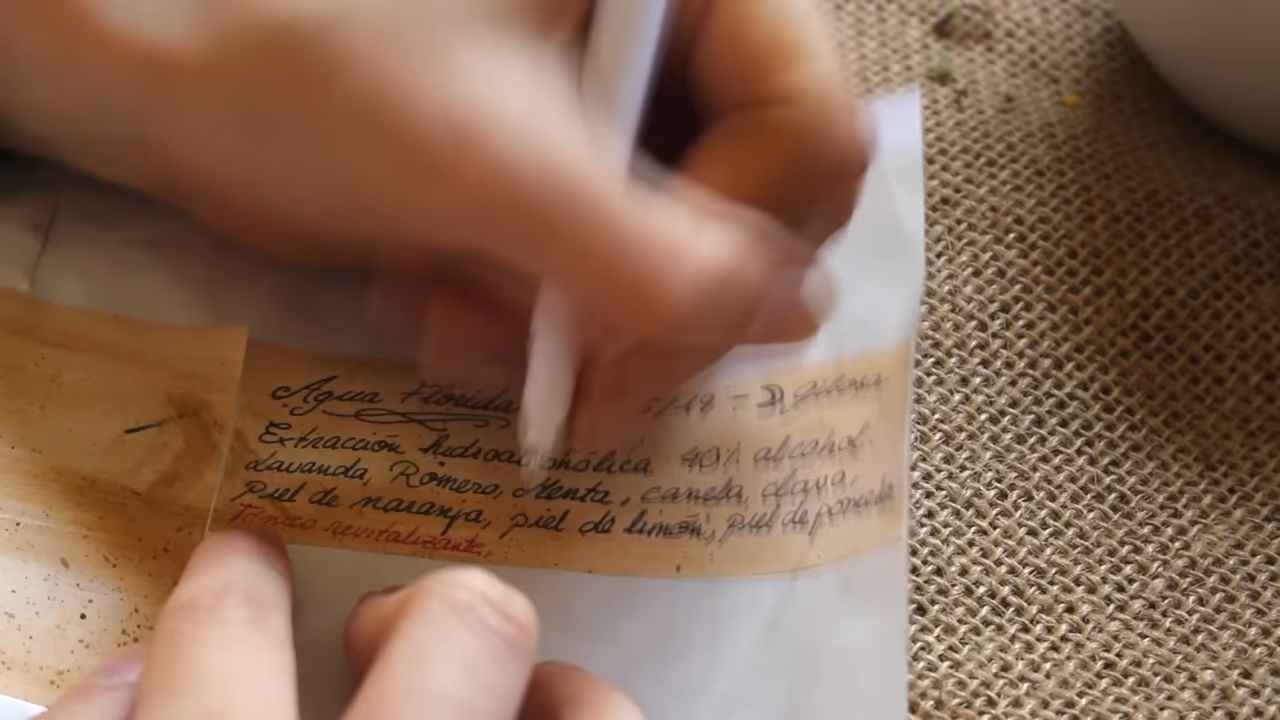 Agua Florida 5/18 - gibosa
Extracción hidroalcohólica 40% alcohol.
Lavanda, Romero, Menta, canela, clavo,
Piel de naranja, piel de limón, piel de pomelo
Tónico revitalizante,